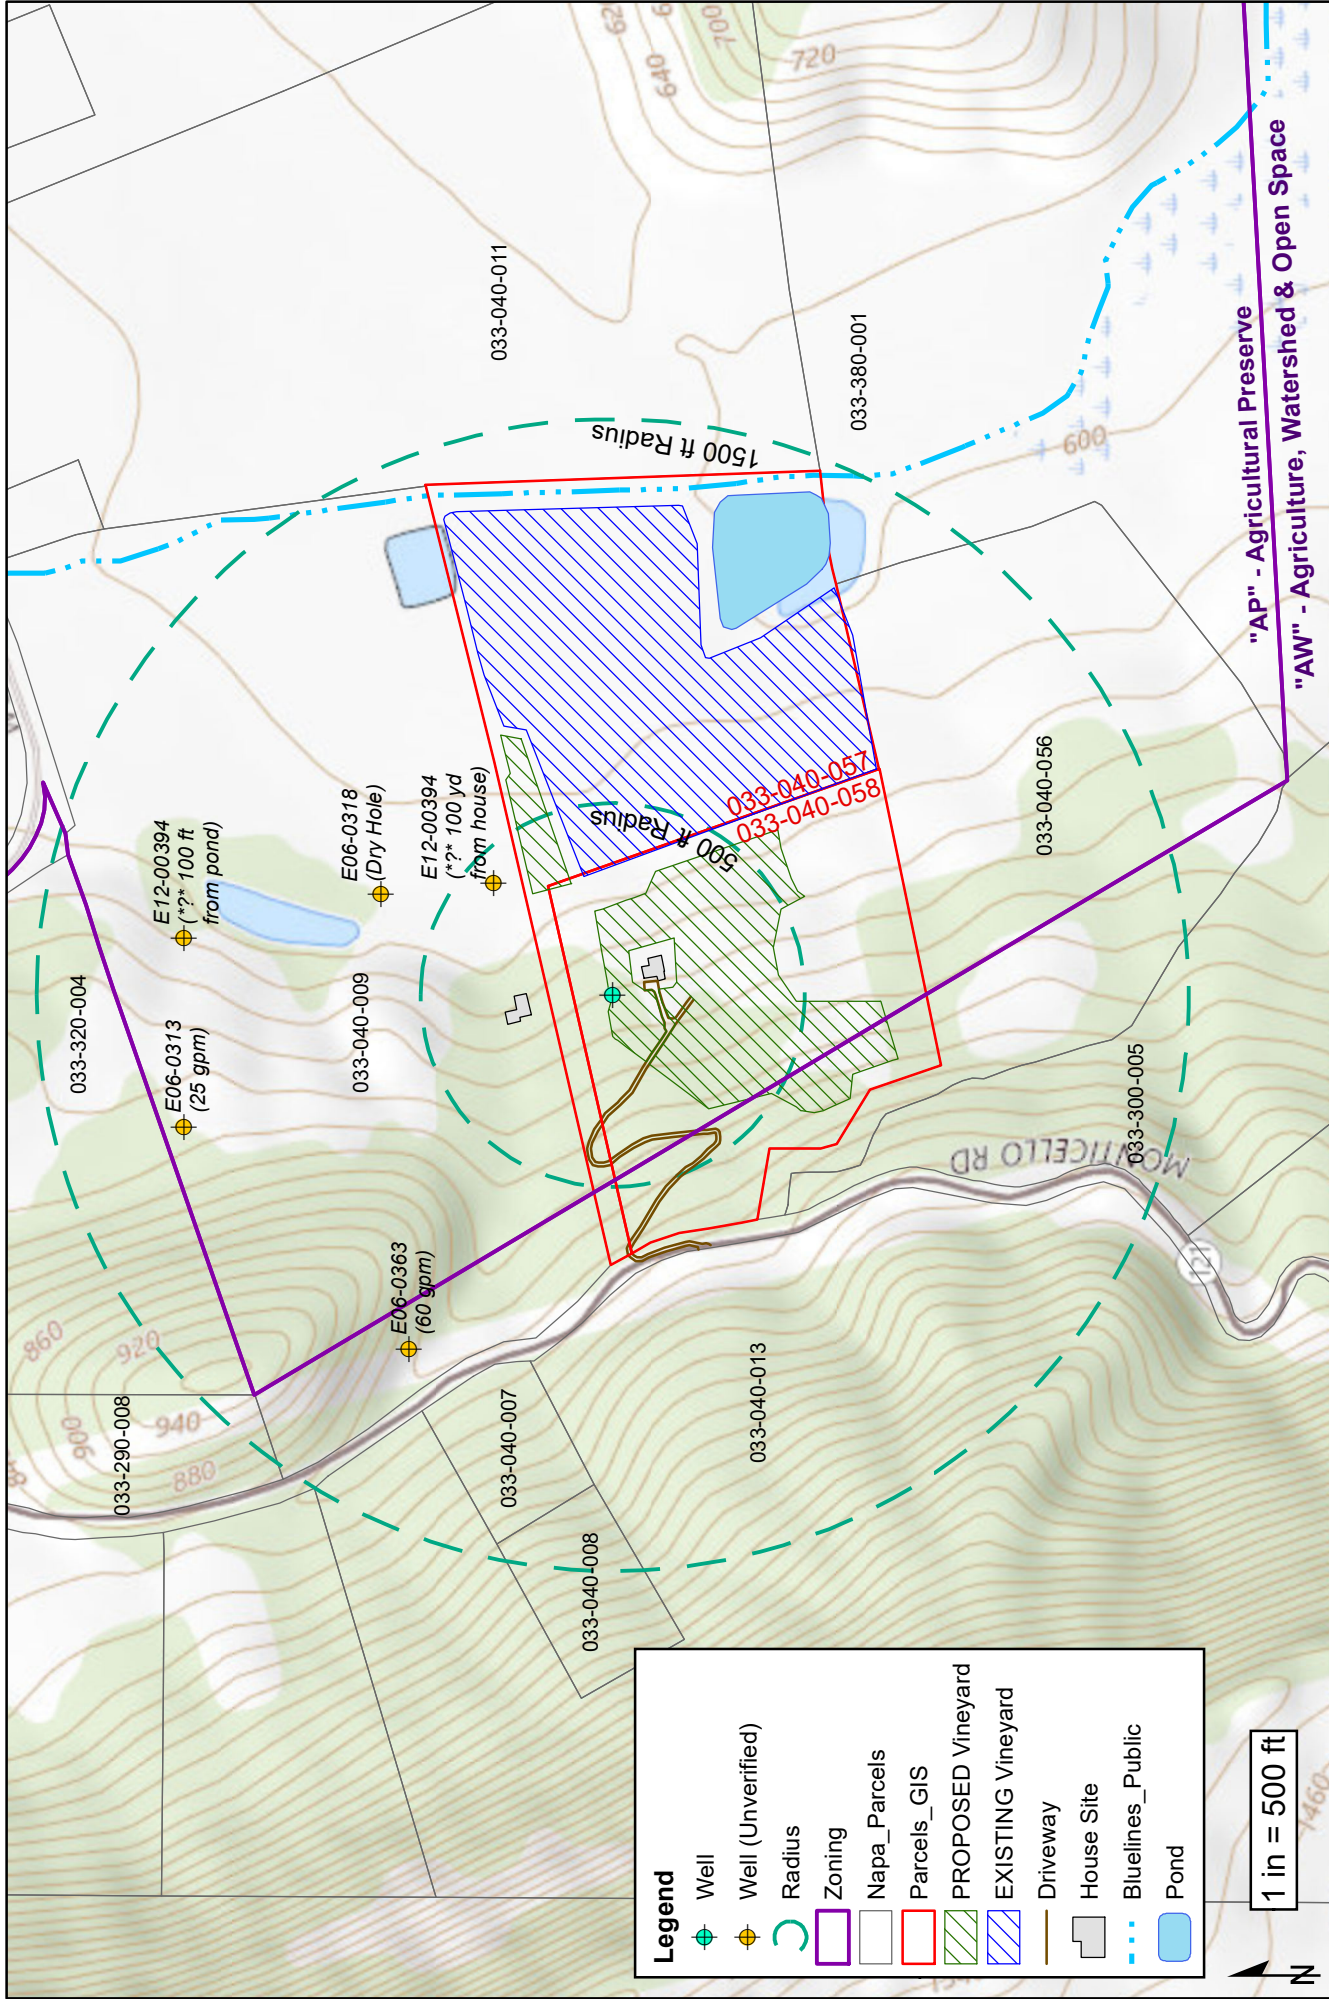 033-320-004
E06-0313
(25 gpm)
E12-00394
(*?* 100 ft
from pond)
E06-0318
(Dry Hole)
E12-00394
(*?* 100 yd
from house)
033-040-009
E06-0363
(60 gpm)
033-290-008
860
920
900
940
880
033-040-007
033-040-008
033-040-013
033-040-011
640
700
720
033-380-001
600
1500 ft Radius
500 ft Radius
033-040-057
033-040-058
033-040-056
033-300-005
MONTICELLO RD
121
"AP" - Agricultural Preserve
"AW" - Agriculture, Watershed & Open Space
Legend
Well
Well (Unverified)
Radius
Zoning
Napa_Parcels
Parcels_GIS
PROPOSED Vineyard
EXISTING Vineyard
Driveway
House Site
Bluelines_Public
Pond
1 in = 500 ft
1460
N